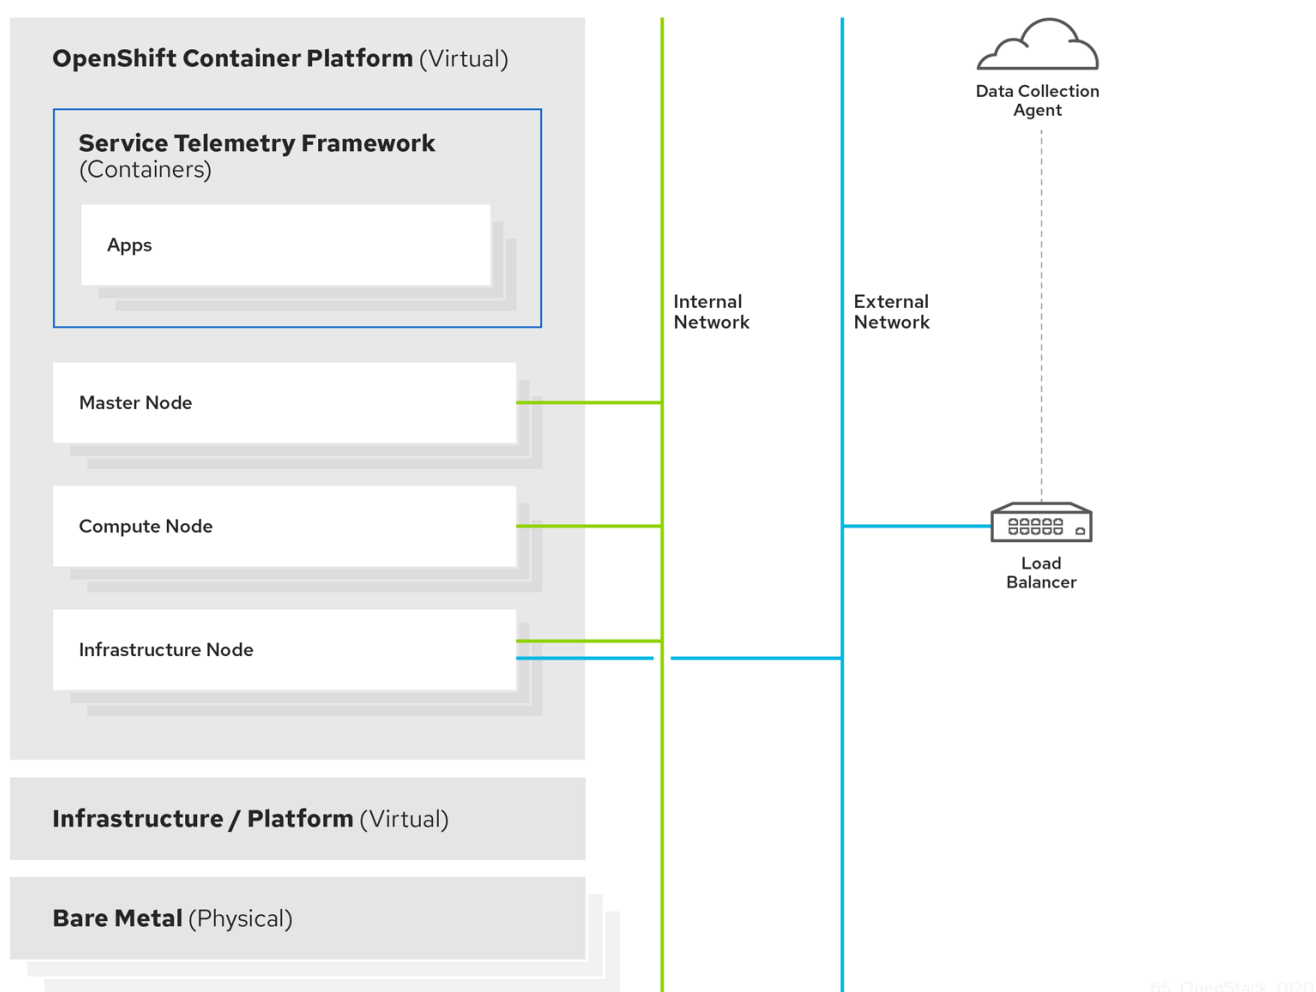 OpenShift Container Platform (Virtual)
Service Telemetry Framework
(Containers)
Apps
Master Node
Compute Node
Infrastructure Node
Infrastructure / Platform (Virtual)
Bare Metal (Physical)
Internal
Network
External
Network
Data Collection
Agent
Load
Balancer
65_OpenStack_0120